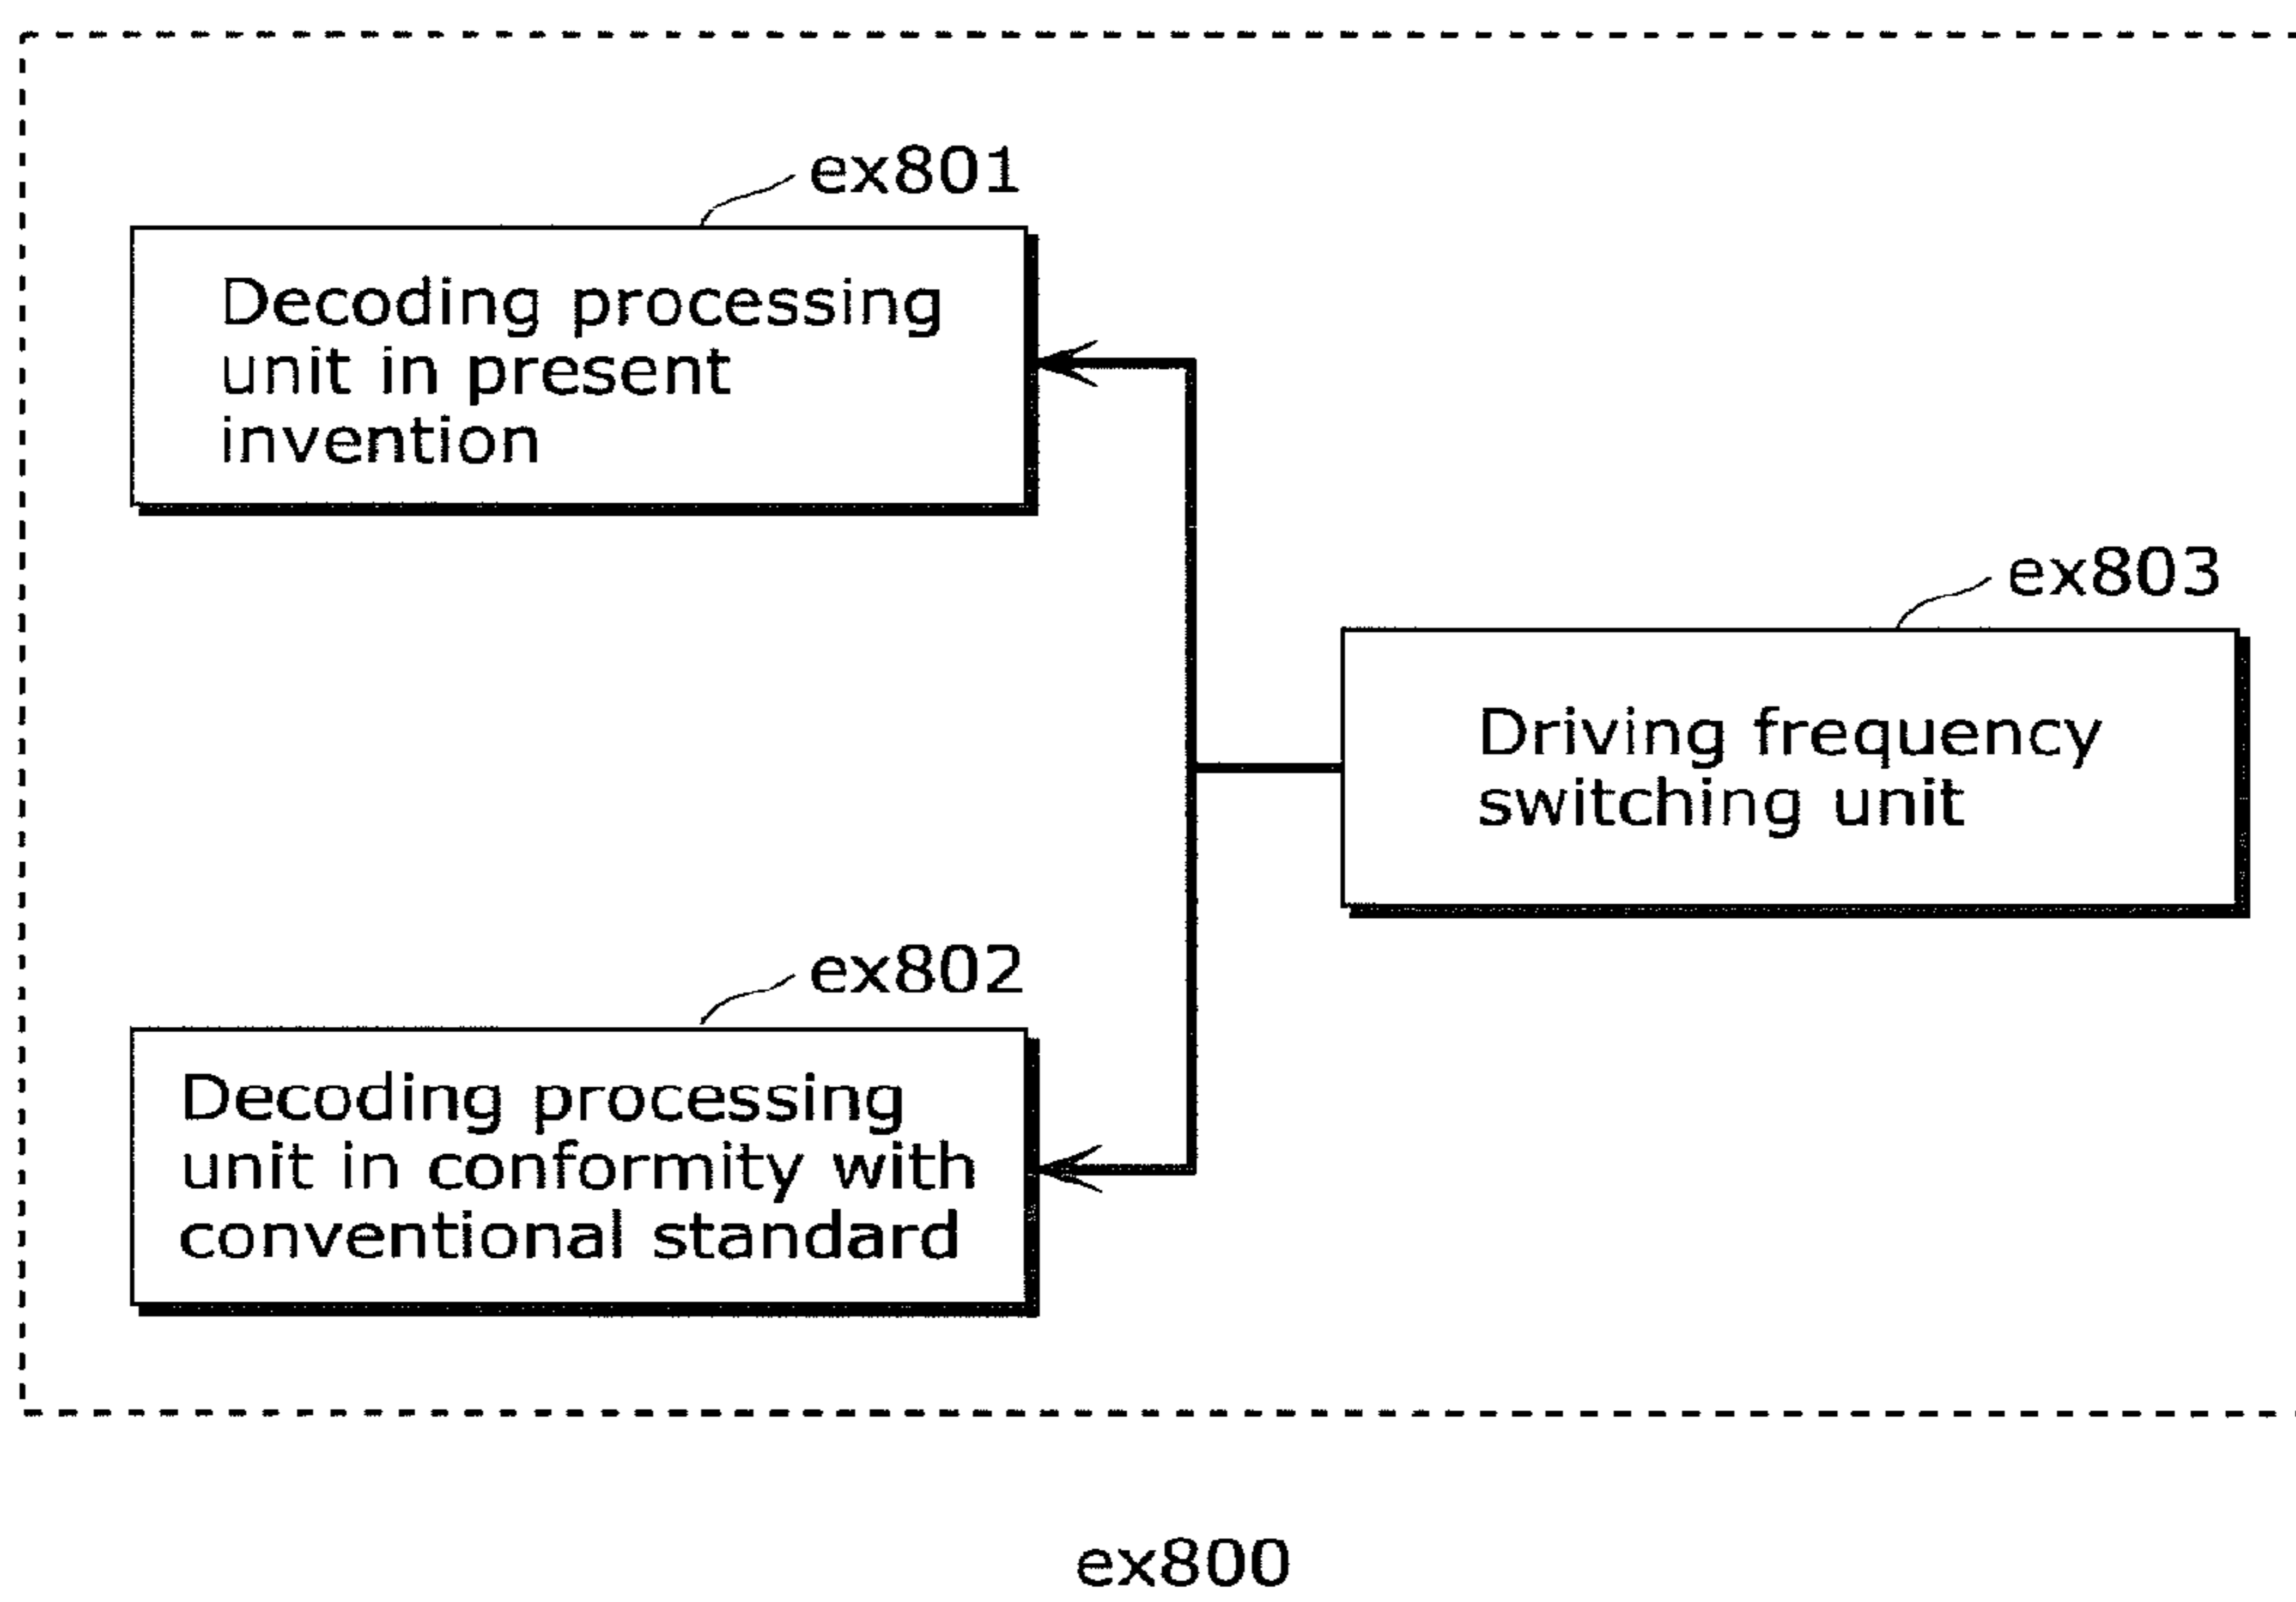 ex801
Decoding processing
unit in present
invention
ex803
Driving frequency
switching unit
ex802
Decoding processing
unit in conformity with
conventional standard
ex800